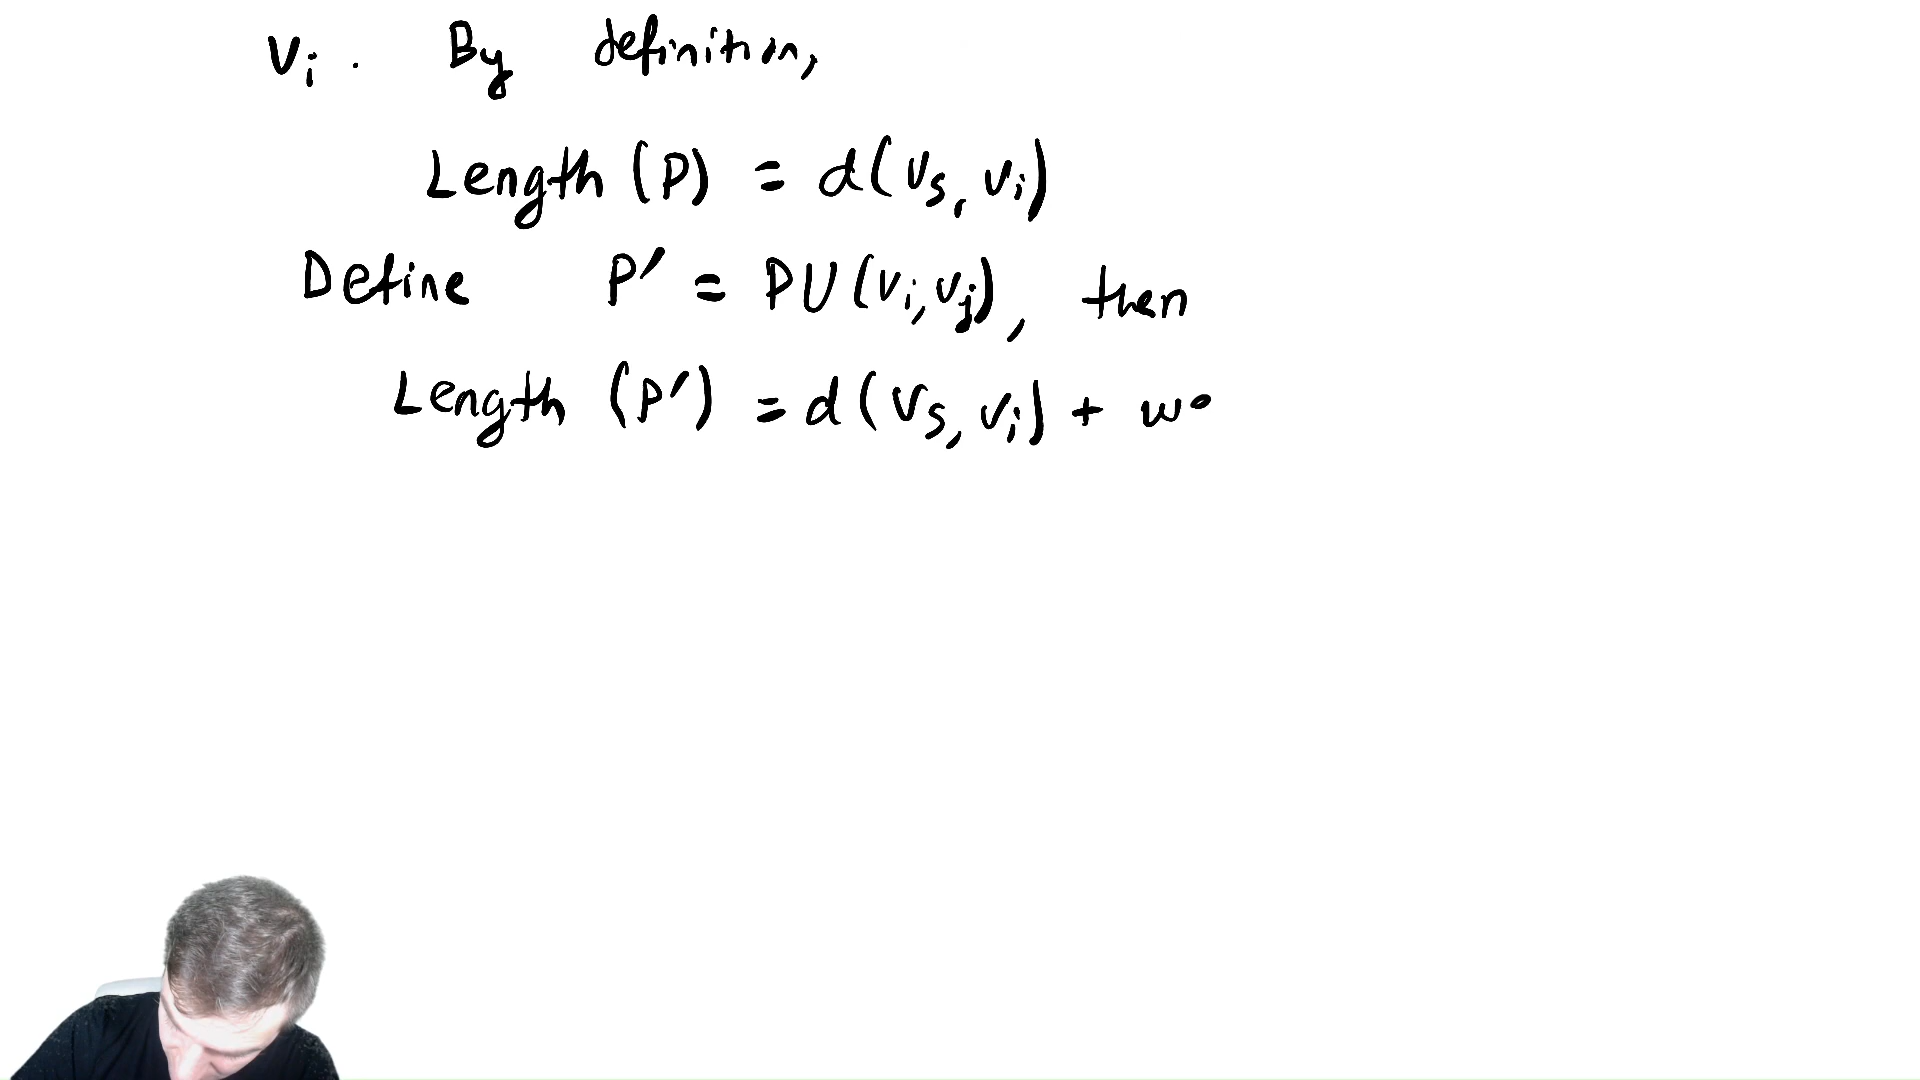 vᵢ . By definition,
Length (P) = d(vₛ, vᵢ)
Define P′ = P∪(vᵢ, vⱼ), then
Length (P′) = d(vₛ, vᵢ) + w